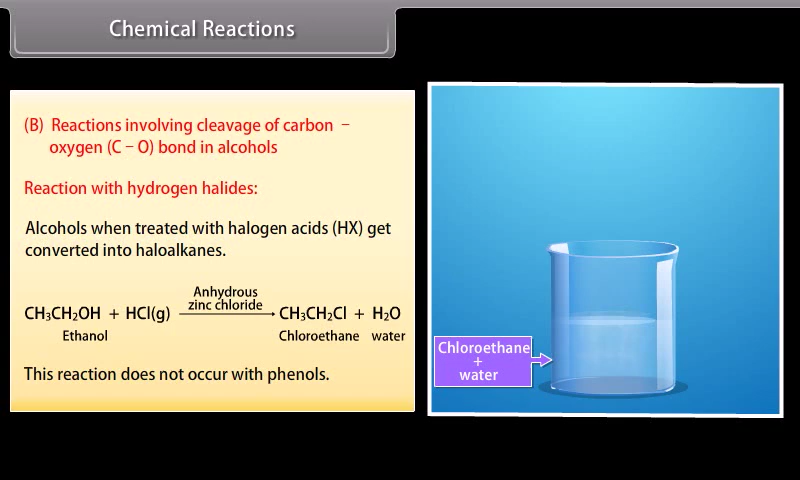 Chemical Reactions
(B) Reactions involving cleavage of carbon –
oxygen (C – O) bond in alcohols
Reaction with hydrogen halides:
Alcohols when treated with halogen acids (HX) get
converted into haloalkanes.
Anhydrous
zinc chloride
CH₃CH₂OH + HCl(g) → CH₃CH₂Cl + H₂O
Ethanol Chloroethane water
This reaction does not occur with phenols.
Chloroethane
+
water